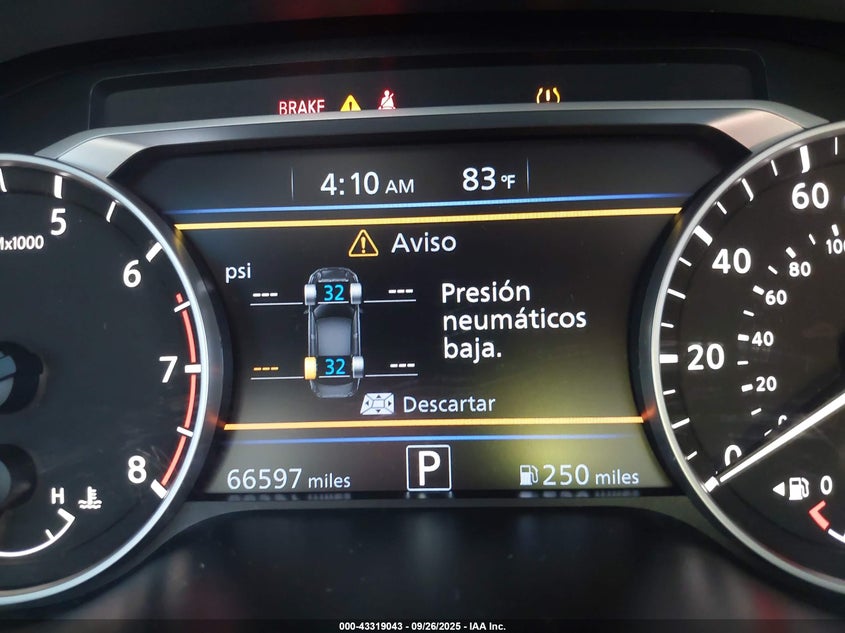 BRAKE
4:10 AM 83 °F
Aviso
psi
--- 32 ---
Presión
neumáticos
baja.
--- 32 ---
Descartar
66597 miles P 250 miles
5
x1000
6
7
8
H
60
100
40
80
60
20
40
20
0
0
0
000-43319043 - 09/26/2025 - IAA Inc.